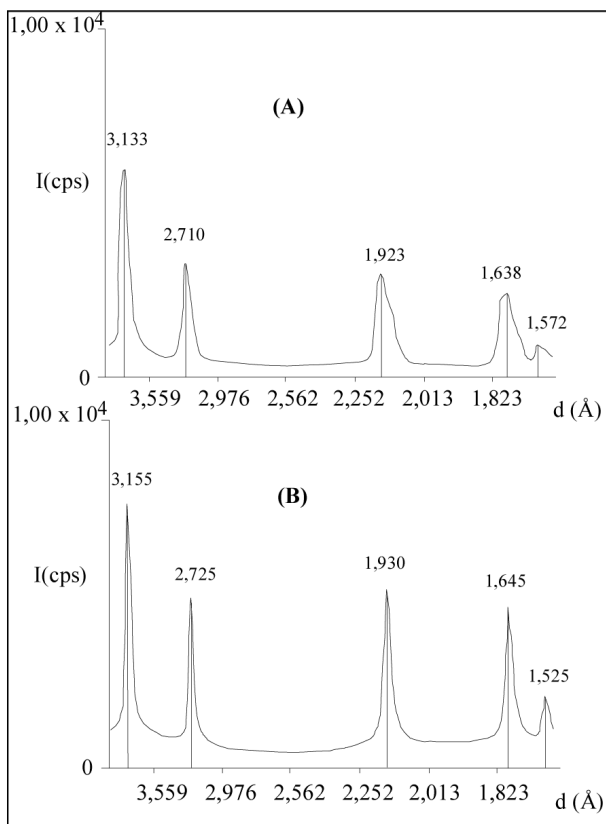 1,00 x 10⁴
(A)
3,133
I(cps)
2,710
1,923
1,638
1,572
0
3,559 2,976 2,562 2,252 2,013 1,823
d (Å)
1,00 x 10⁴
3,155
(B)
I(cps)
2,725
1,930
1,645
1,525
0
3,559 2,976 2,562 2,252 2,013 1,823
d (Å)